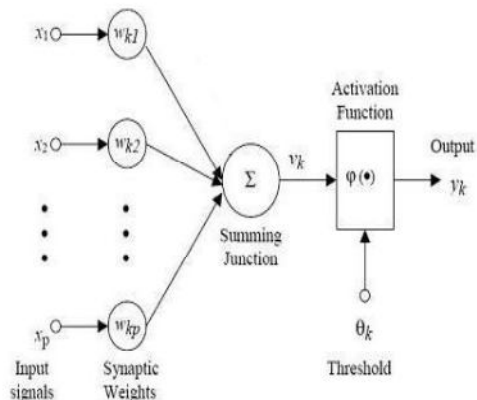 x1
wk1
x2
wk2
xp
wkp
Σ
Summing
Junction
vk
Activation
Function
φ(•)
Output
yk
θk
Threshold
Input
signals
Synaptic
Weights